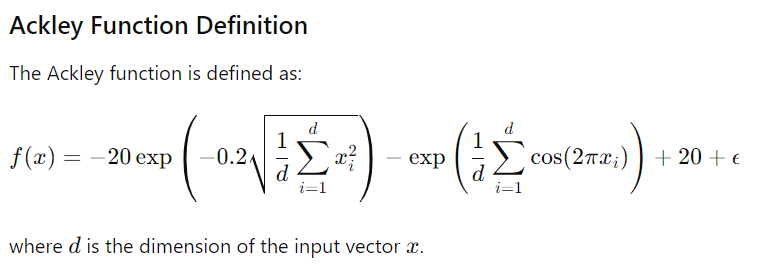 Ackley Function Definition
The Ackley function is defined as:
f(x) = −20 exp(−0.2√(1/d ∑_{i=1}^{d} x_i^2)) − exp(1/d ∑_{i=1}^{d} cos(2πx_i)) + 20 +
where d is the dimension of the input vector x.